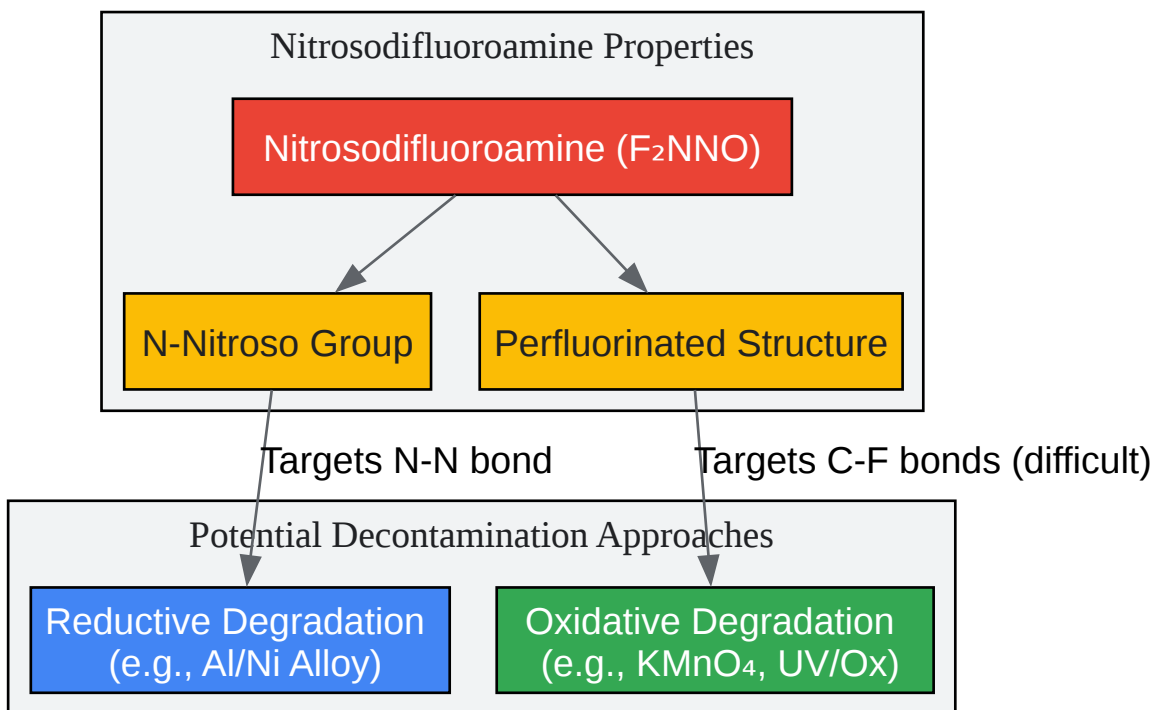 Nitrosodifluoroamine Properties
Nitrosodifluoroamine (F₂NNO)
N-Nitroso Group
Perfluorinated Structure
Targets N-N bond
Targets C-F bonds (difficult)
Potential Decontamination Approaches
Reductive Degradation
(e.g., Al/Ni Alloy)
Oxidative Degradation
(e.g., KMnO₄, UV/Ox)